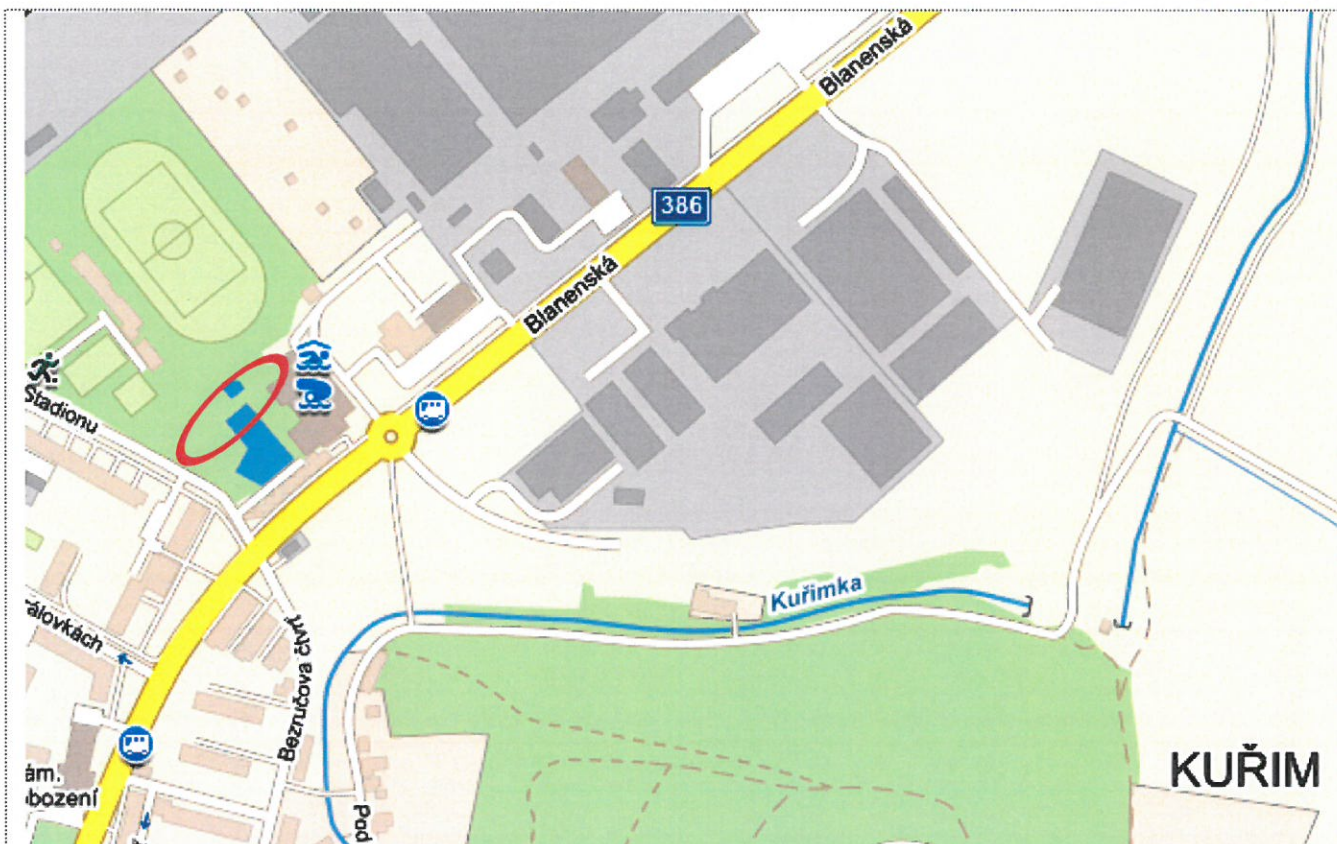 Blanenská
386
Blanenská
Stadionu
Kuřimka
álovkách
Bezručova čtvrť
KUŘIM
ám.
bození
Pod